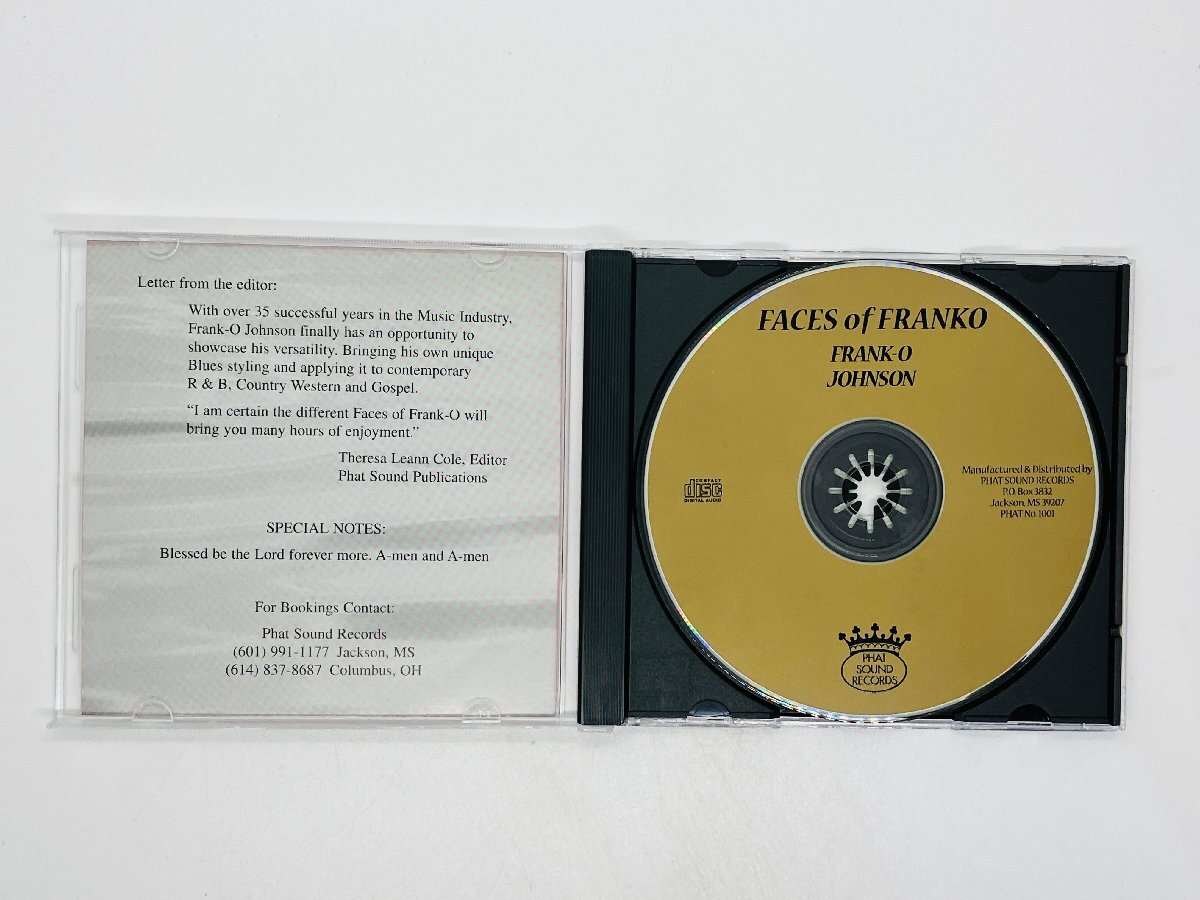 Letter from the editor:
With over 35 successful years in the Music Industry,
Frank-O Johnson finally has an opportunity to
showcase his versatility. Bringing his own unique
Blues styling and applying it to contemporary
R & B, Country Western and Gospel.
“I am certain the different Faces of Frank-O will
bring you many hours of enjoyment.”
Theresa Leann Cole, Editor
Phat Sound Publications
SPECIAL NOTES:
Blessed be the Lord forever more. A-men and A-men
For Bookings Contact:
Phat Sound Records
(601) 991-1177 Jackson, MS
(614) 837-8687 Columbus, OH
FACES of FRANKO
FRANK-O
JOHNSON
COMPACT
disc
DIGITAL AUDIO
Manufactured & Distributed by
PHAT SOUND RECORDS
P.O. Box 3832
Jackson, MS 39207
PHAT No. 1001
PHAT
SOUND
RECORDS